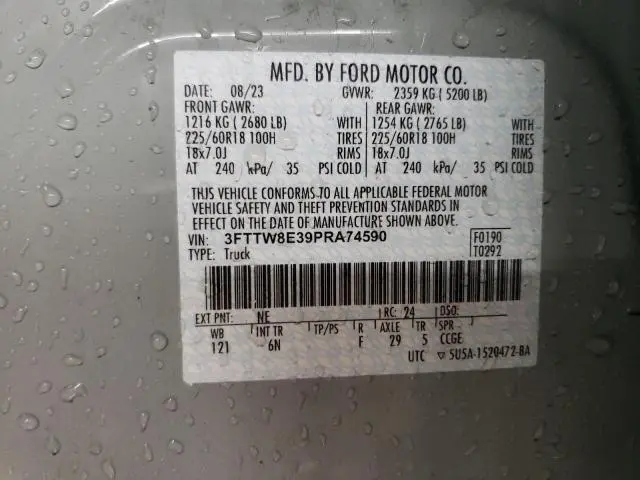 MFD. BY FORD MOTOR CO.
DATE: 08/23 GVWR: 2359 KG ( 5200 LB)
FRONT GAWR: REAR GAWR:
1216 KG ( 2680 LB) WITH 1254 KG ( 2765 LB) WITH
225/60R18 100H TIRES 225/60R18 100H TIRES
18x7.0J RIMS 18x7.0J RIMS
AT 240 kPa/ 35 PSI COLD AT 240 kPa/ 35 PSI COLD
THIS VEHICLE CONFORMS TO ALL APPLICABLE FEDERAL MOTOR
VEHICLE SAFETY AND THEFT PREVENTION STANDARDS IN
EFFECT ON THE DATE OF MANUFACTURE SHOWN ABOVE.
VIN: 3FTTW8E39PRA74590 F0190
TYPE: Truck T0292
EXT PNT: NE RC: 24 DSO:
WB INT TR TP/PS R AXLE TR SPR
121 6N F 29 5 CCGE
UTC ▽ 5U5A-1520472-BA